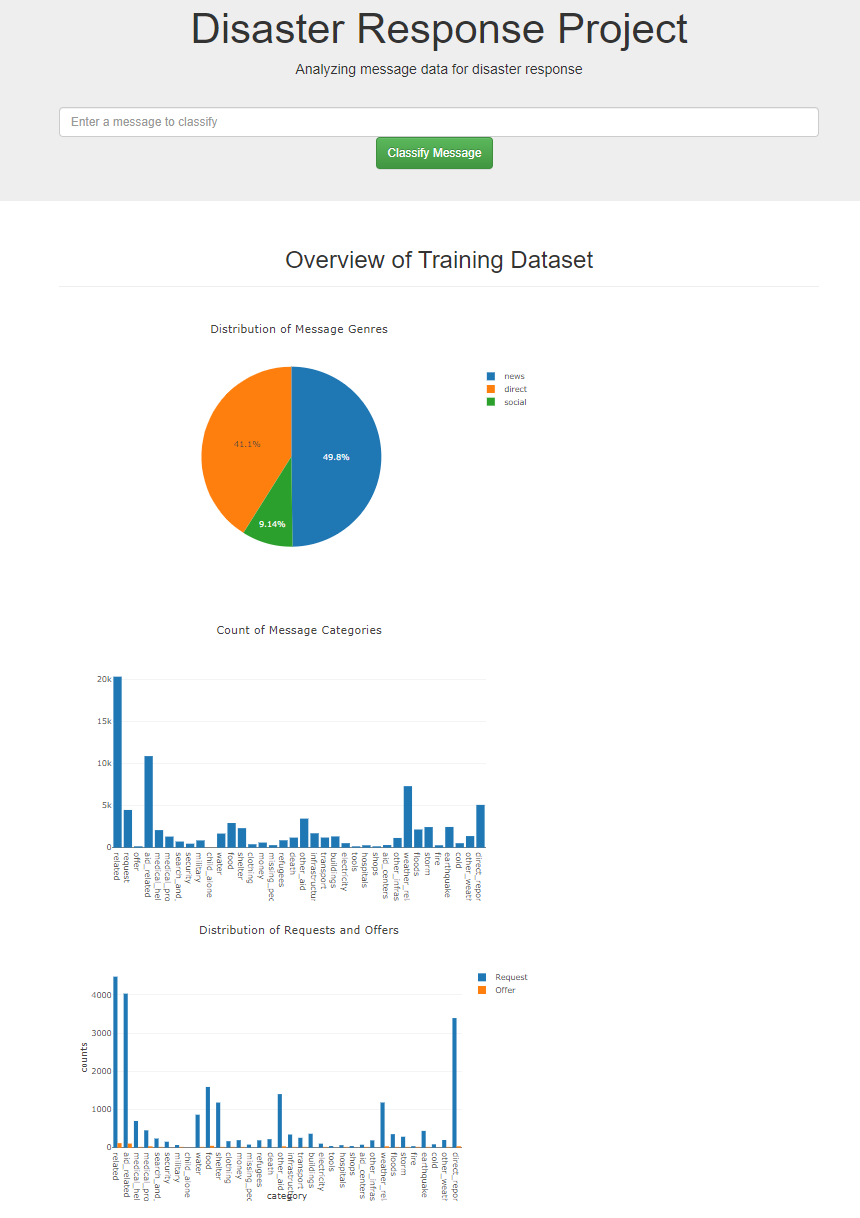 Disaster Response Project
Analyzing message data for disaster response
Enter a message to classify
Classify Message
Overview of Training Dataset
Distribution of Message Genres
news
direct
social
41.1%
49.8%
9.14%
Count of Message Categories
20k
15k
10k
5k
0
related
request
offer
aid_related
medical_hel
medical_pro
search_and_
security
military
child_alone
water
food
shelter
clothing
money
missing_peo
refugees
death
other_aid
infrastructur
transport
buildings
electricity
tools
hospitals
shops
aid_centers
other_infras
weather_rel
floods
storm
fire
earthquake
cold
other_weath
direct_repor
Distribution of Requests and Offers
Request
Offer
counts
4000
3000
2000
1000
0
related
aid_related
medical_hel
medical_pro
search_and_
security
military
child_alone
water
food
shelter
clothing
money
missing_peo
refugees
death
other_aid
infrastructu
transport
buildings
electricity
tools
hospitals
shops
aid_centers
other_infras
weather_rel
floods
storm
fire
earthquake
cold
other_weath
direct_repor
category